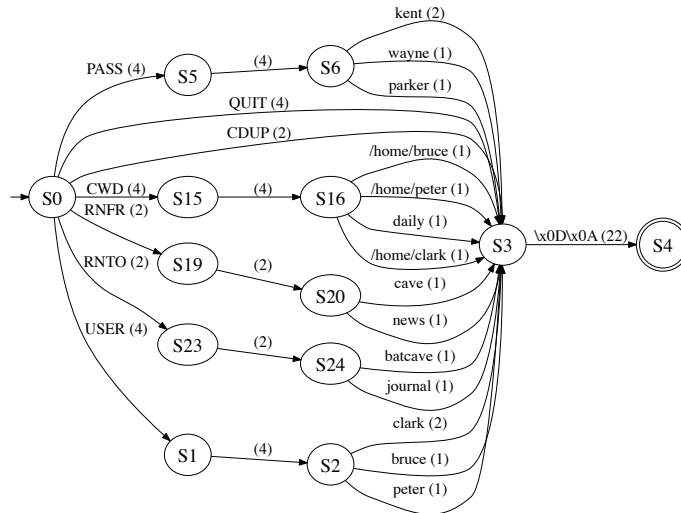 kent (2)
wayne (1)
PASS (4)
(4)
S5
S6
parker (1)
QUIT (4)
CDUP (2)
/home/bruce (1)
S0
CWD (4)
S15
(4)
S16
/home/peter (1)
RNFR (2)
daily (1)
S3
\x0D\x0A (22)
S4
RNTO (2)
S19
(2)
/home/clark (1)
S20
cave (1)
news (1)
USER (4)
S23
(2)
S24
batcave (1)
journal (1)
clark (2)
S1
(4)
S2
bruce (1)
peter (1)